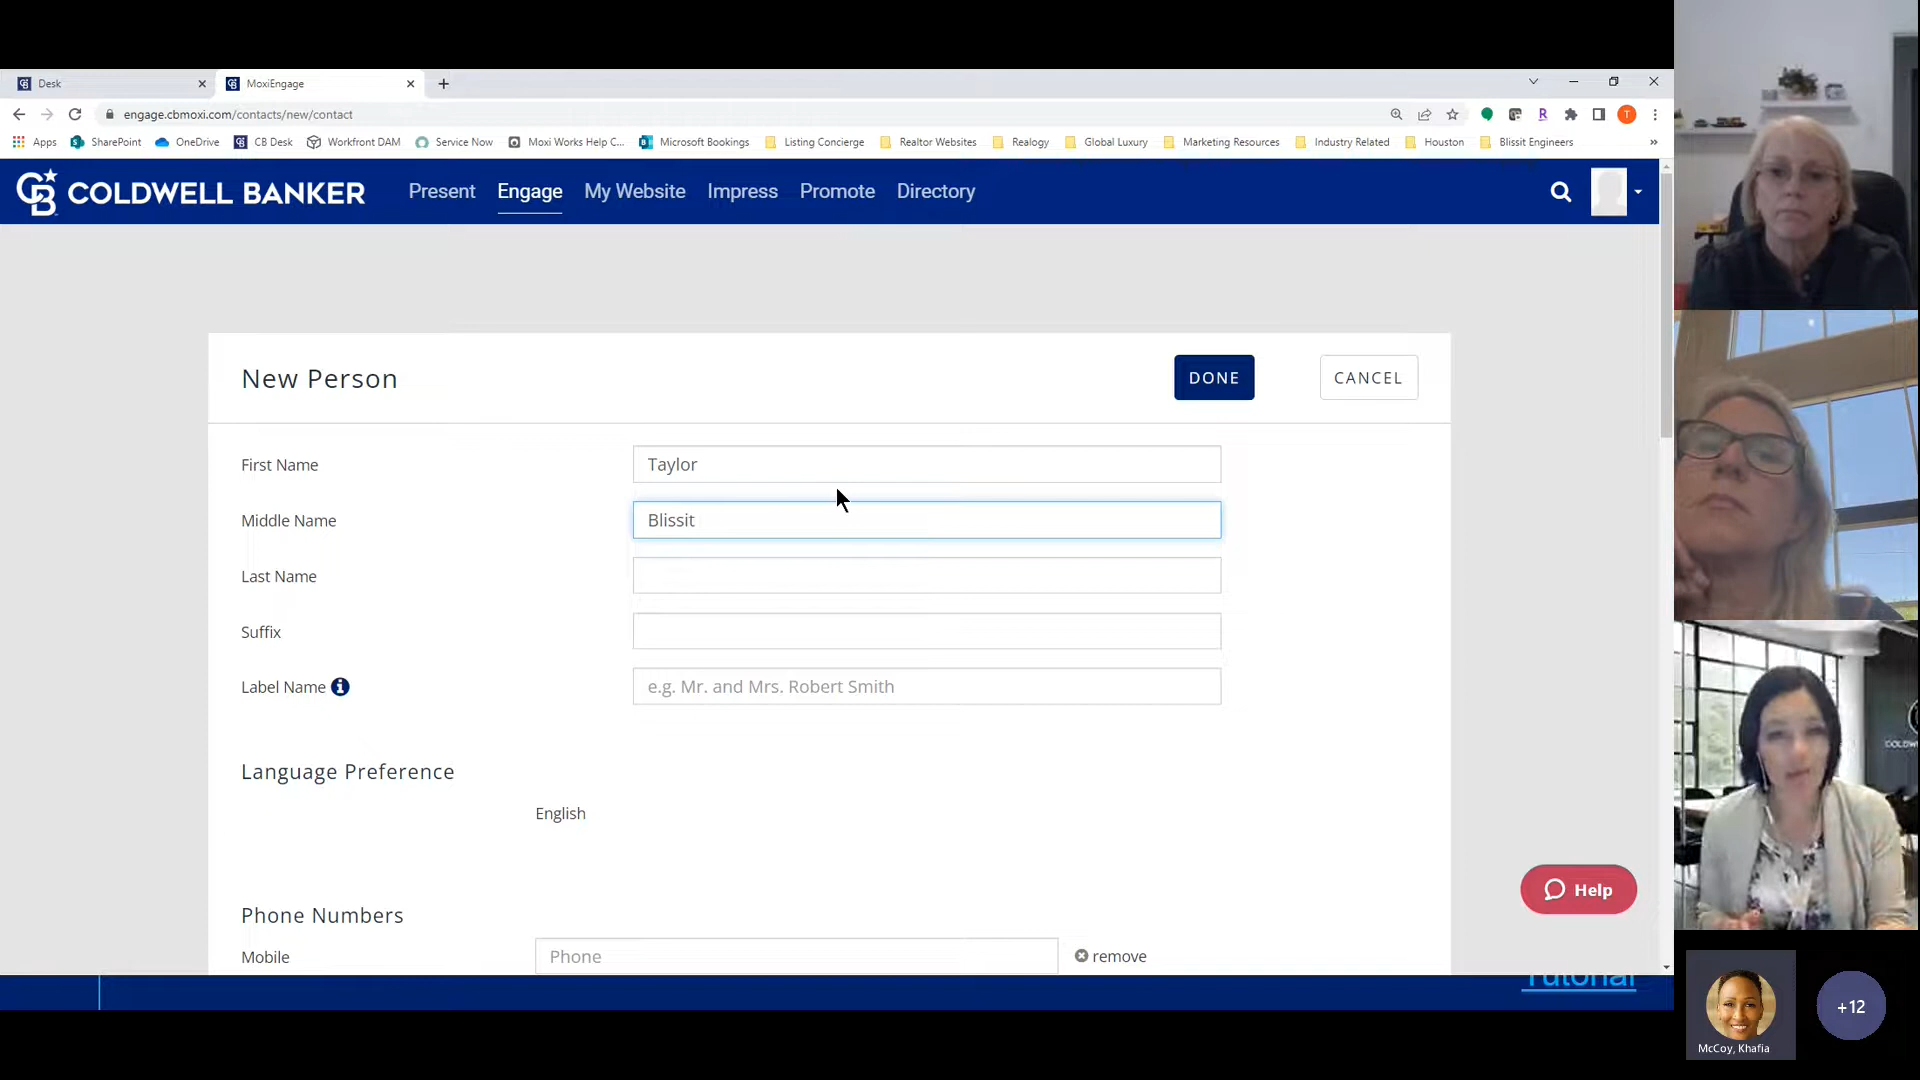 Desk
MoxiEngage
engage.cbmoxi.com/contacts/new/contact
T
Apps SharePoint OneDrive CB Desk Workfront DAM Service Now Moxi Works Help C... Microsoft Bookings Listing Concierge Realtor Websites Realogy Global Luxury Marketing Resources Industry Related Houston Blissit Engineers »
COLDWELL BANKER Present Engage My Website Impress Promote Directory
New Person
DONE
CANCEL
First Name Taylor
Middle Name Blissit
Last Name
Suffix
Label Name e.g. Mr. and Mrs. Robert Smith
Language Preference
English
Help
Phone Numbers
Mobile Phone remove
Tutorial
McCoy, Khafia
+12